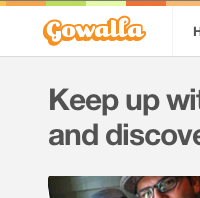 Gowalla
H
Keep up wit
and discove